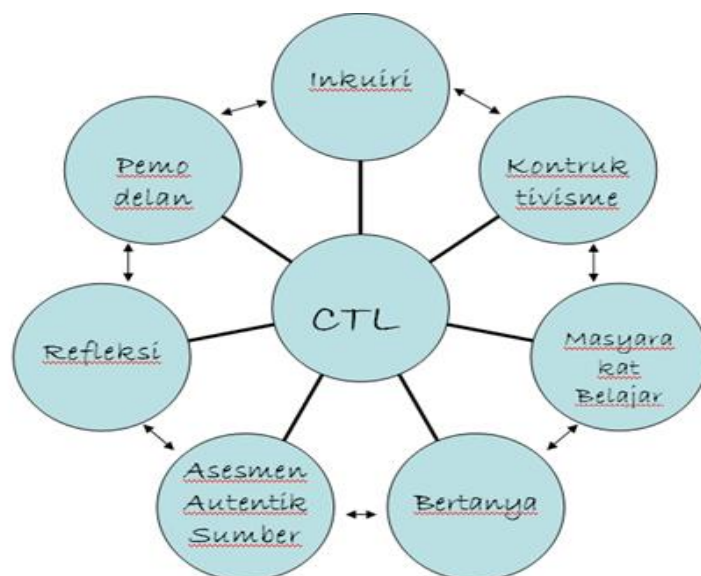 Inkuiri
Pemo
delan
Kontruk
tivisme
CTL
Refleksi
Masyara
kat
Belajar
Asesmen
Autentik
Sumber
Bertanya